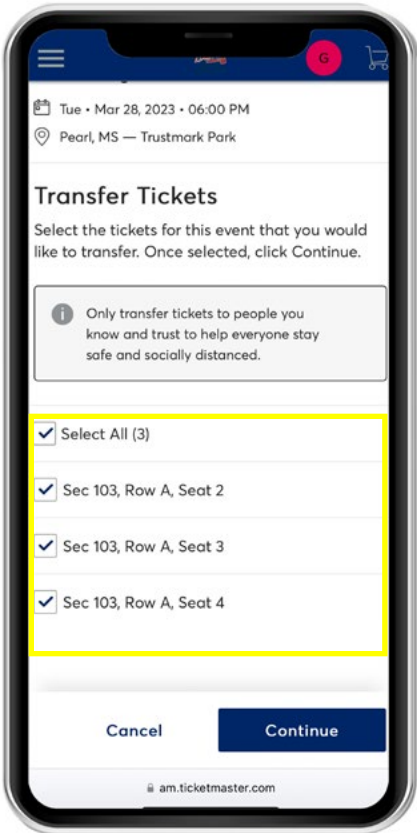 G
Tue • Mar 28, 2023 • 06:00 PM
Pearl, MS — Trustmark Park
Transfer Tickets
Select the tickets for this event that you would
like to transfer. Once selected, click Continue.
Only transfer tickets to people you
know and trust to help everyone stay
safe and socially distanced.
Select All (3)
Sec 103, Row A, Seat 2
Sec 103, Row A, Seat 3
Sec 103, Row A, Seat 4
Cancel
Continue
am.ticketmaster.com